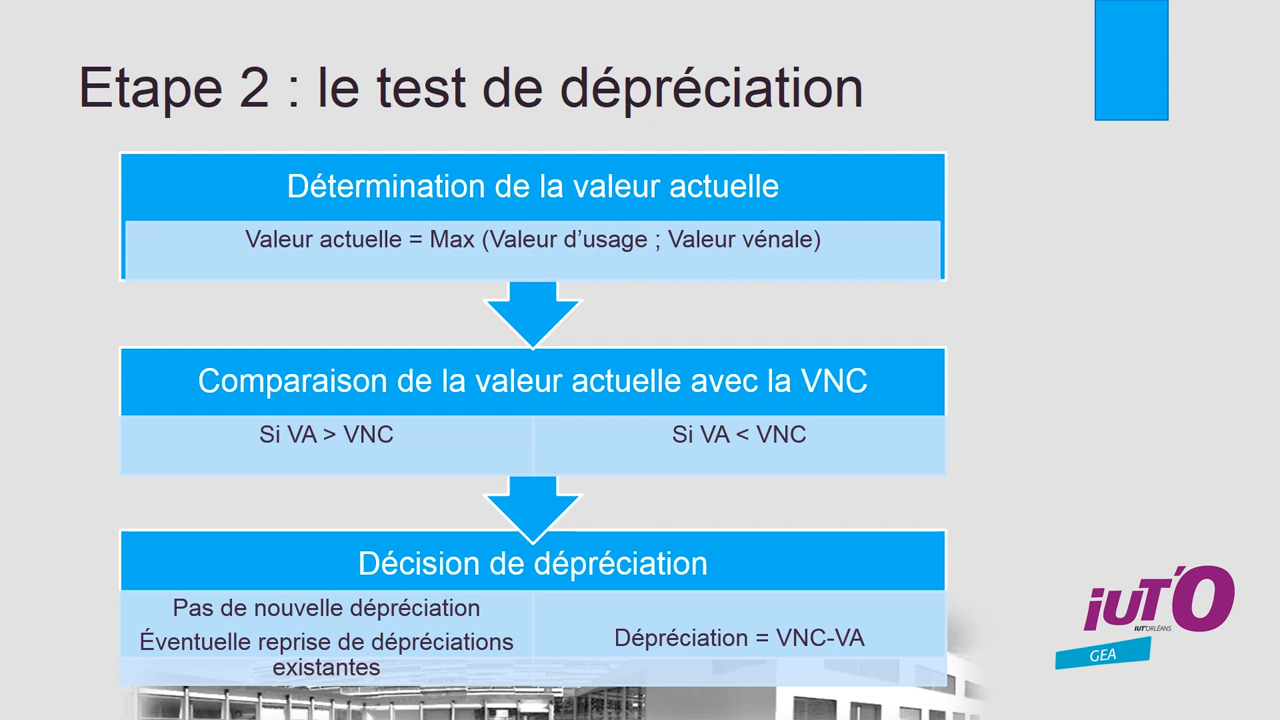 Etape 2 : le test de dépréciation
Détermination de la valeur actuelle
Valeur actuelle = Max (Valeur d’usage ; Valeur vénale)
Comparaison de la valeur actuelle avec la VNC
Si VA > VNC
Si VA < VNC
Décision de dépréciation
Pas de nouvelle dépréciation
Éventuelle reprise de dépréciations
existantes
Dépréciation = VNC-VA
iUT'O
IUT'ORLÉANS
GEA